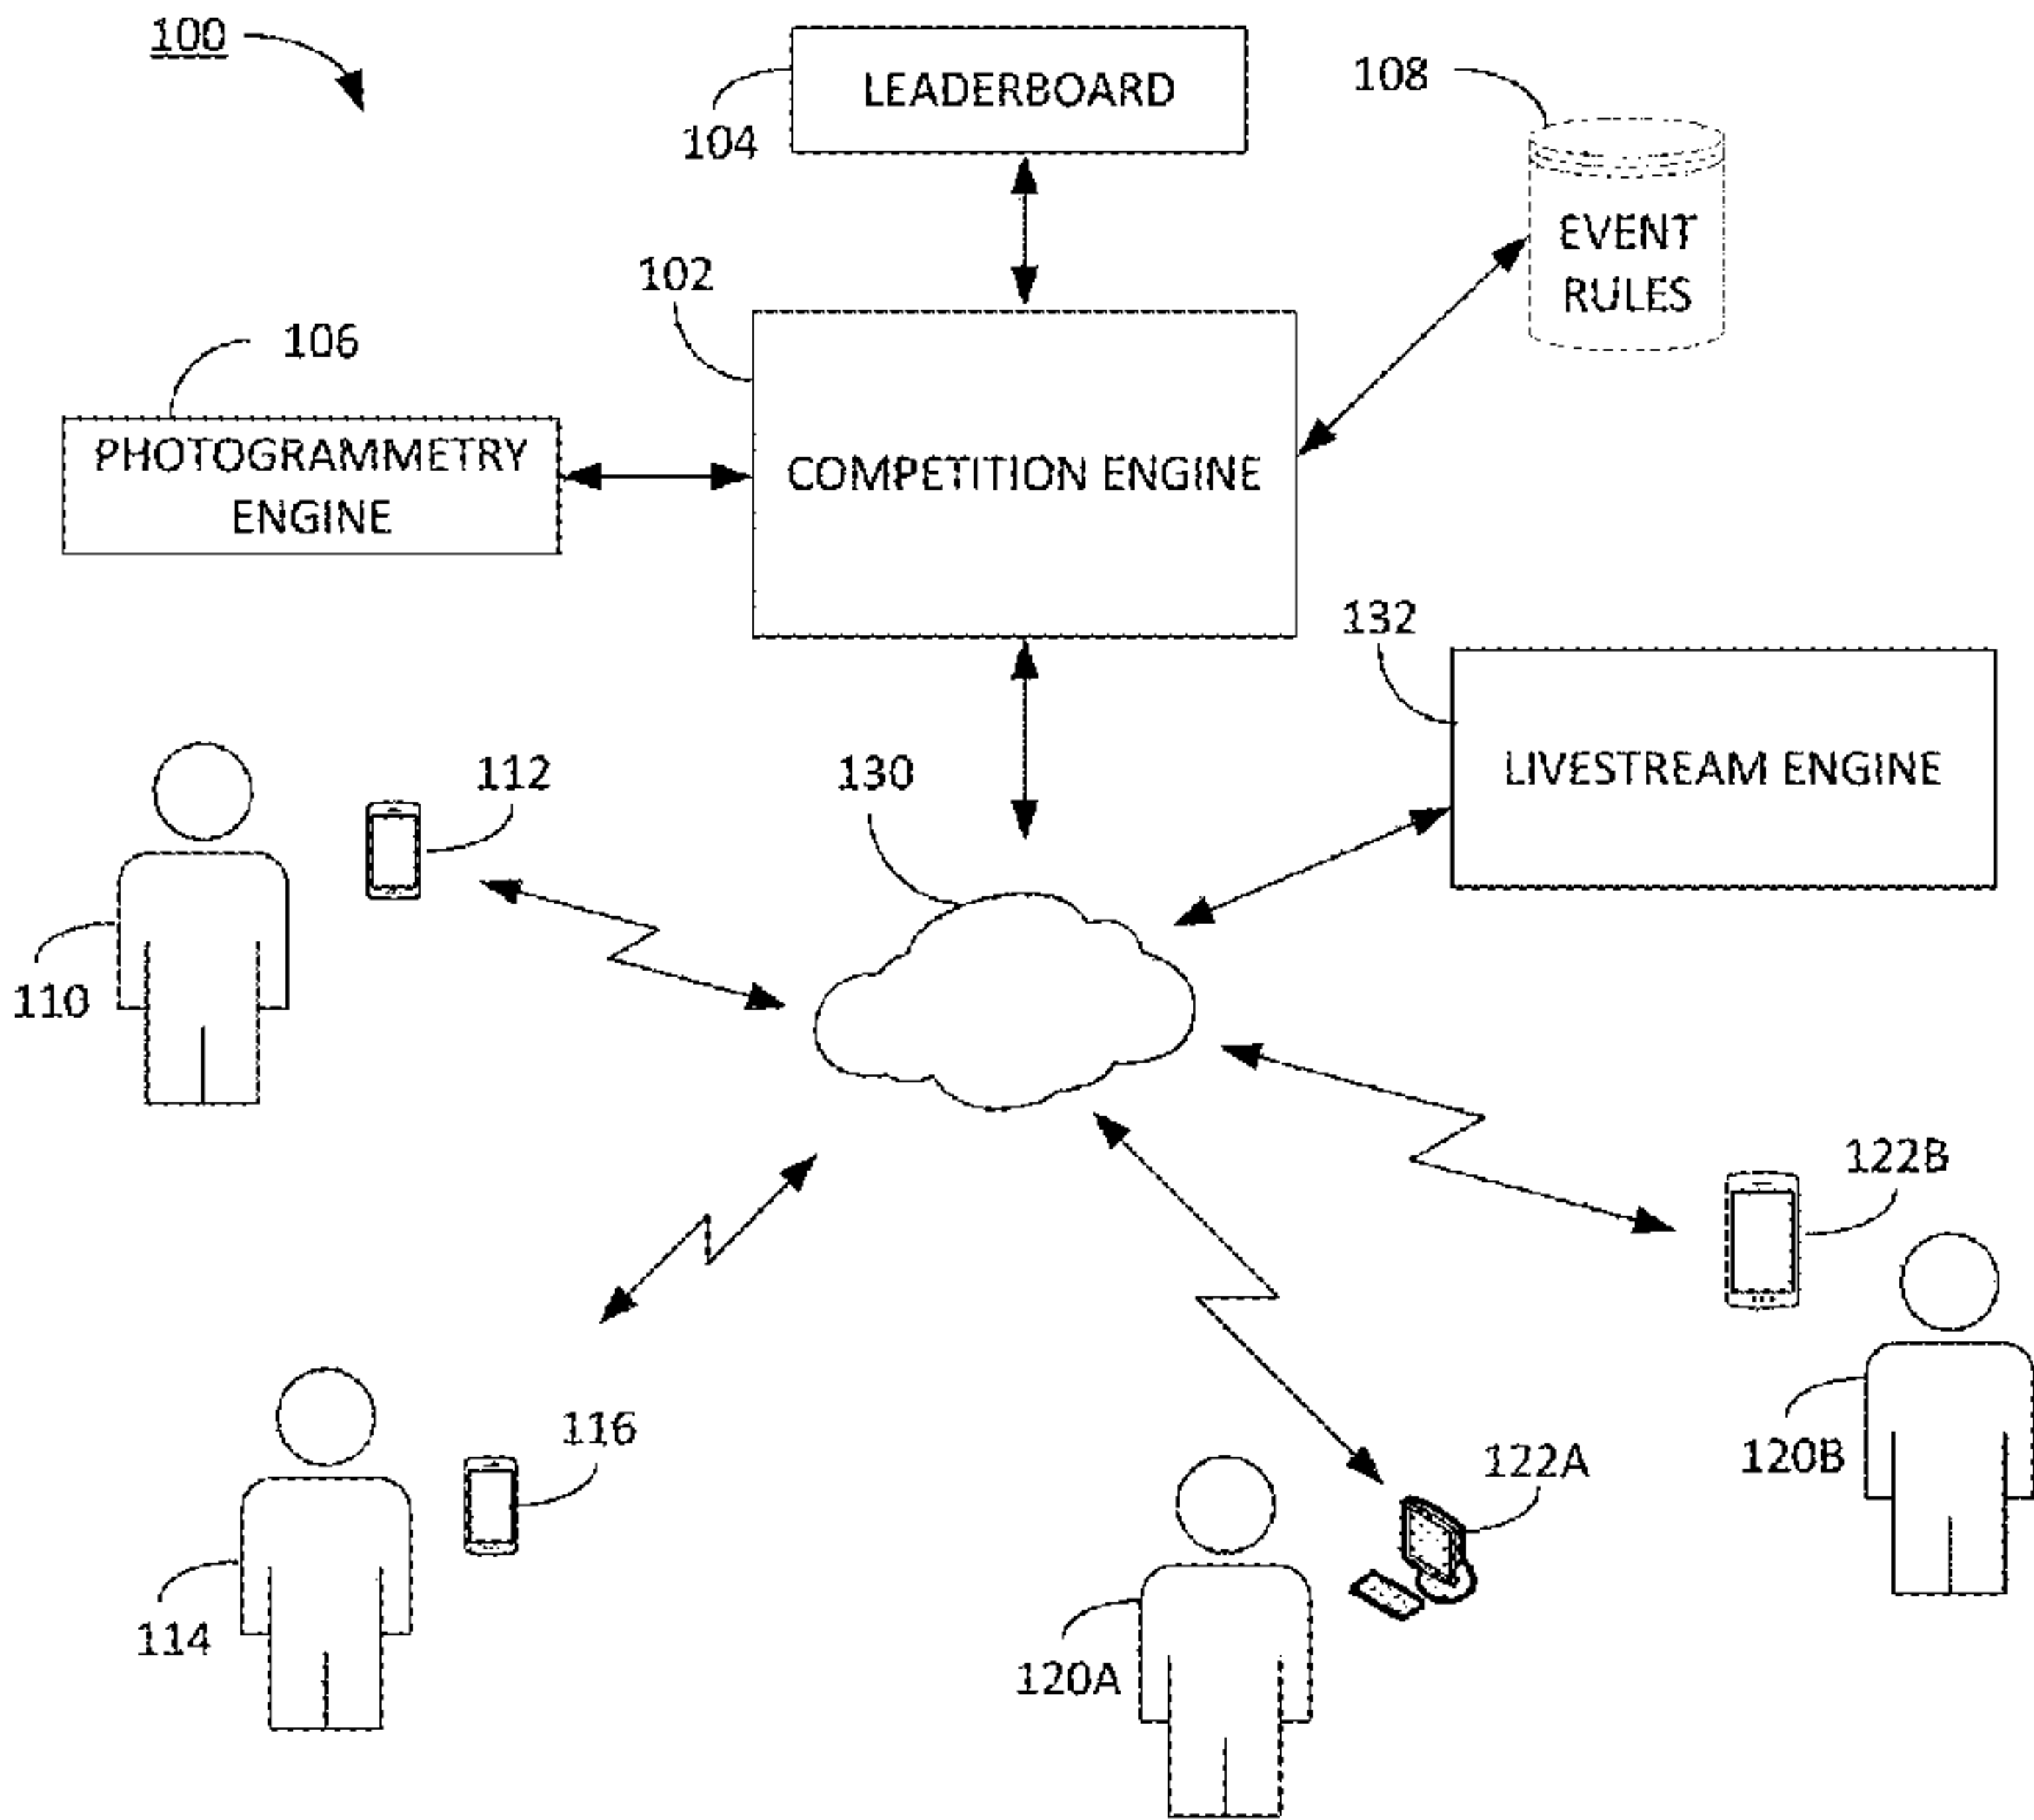 100
LEADERBOARD
104
108
EVENT
RULES
102
106
PHOTOGRAMMETRY
ENGINE
COMPETITION ENGINE
132
LIVESTREAM ENGINE
112
130
110
122B
116
122A
120B
114
120A